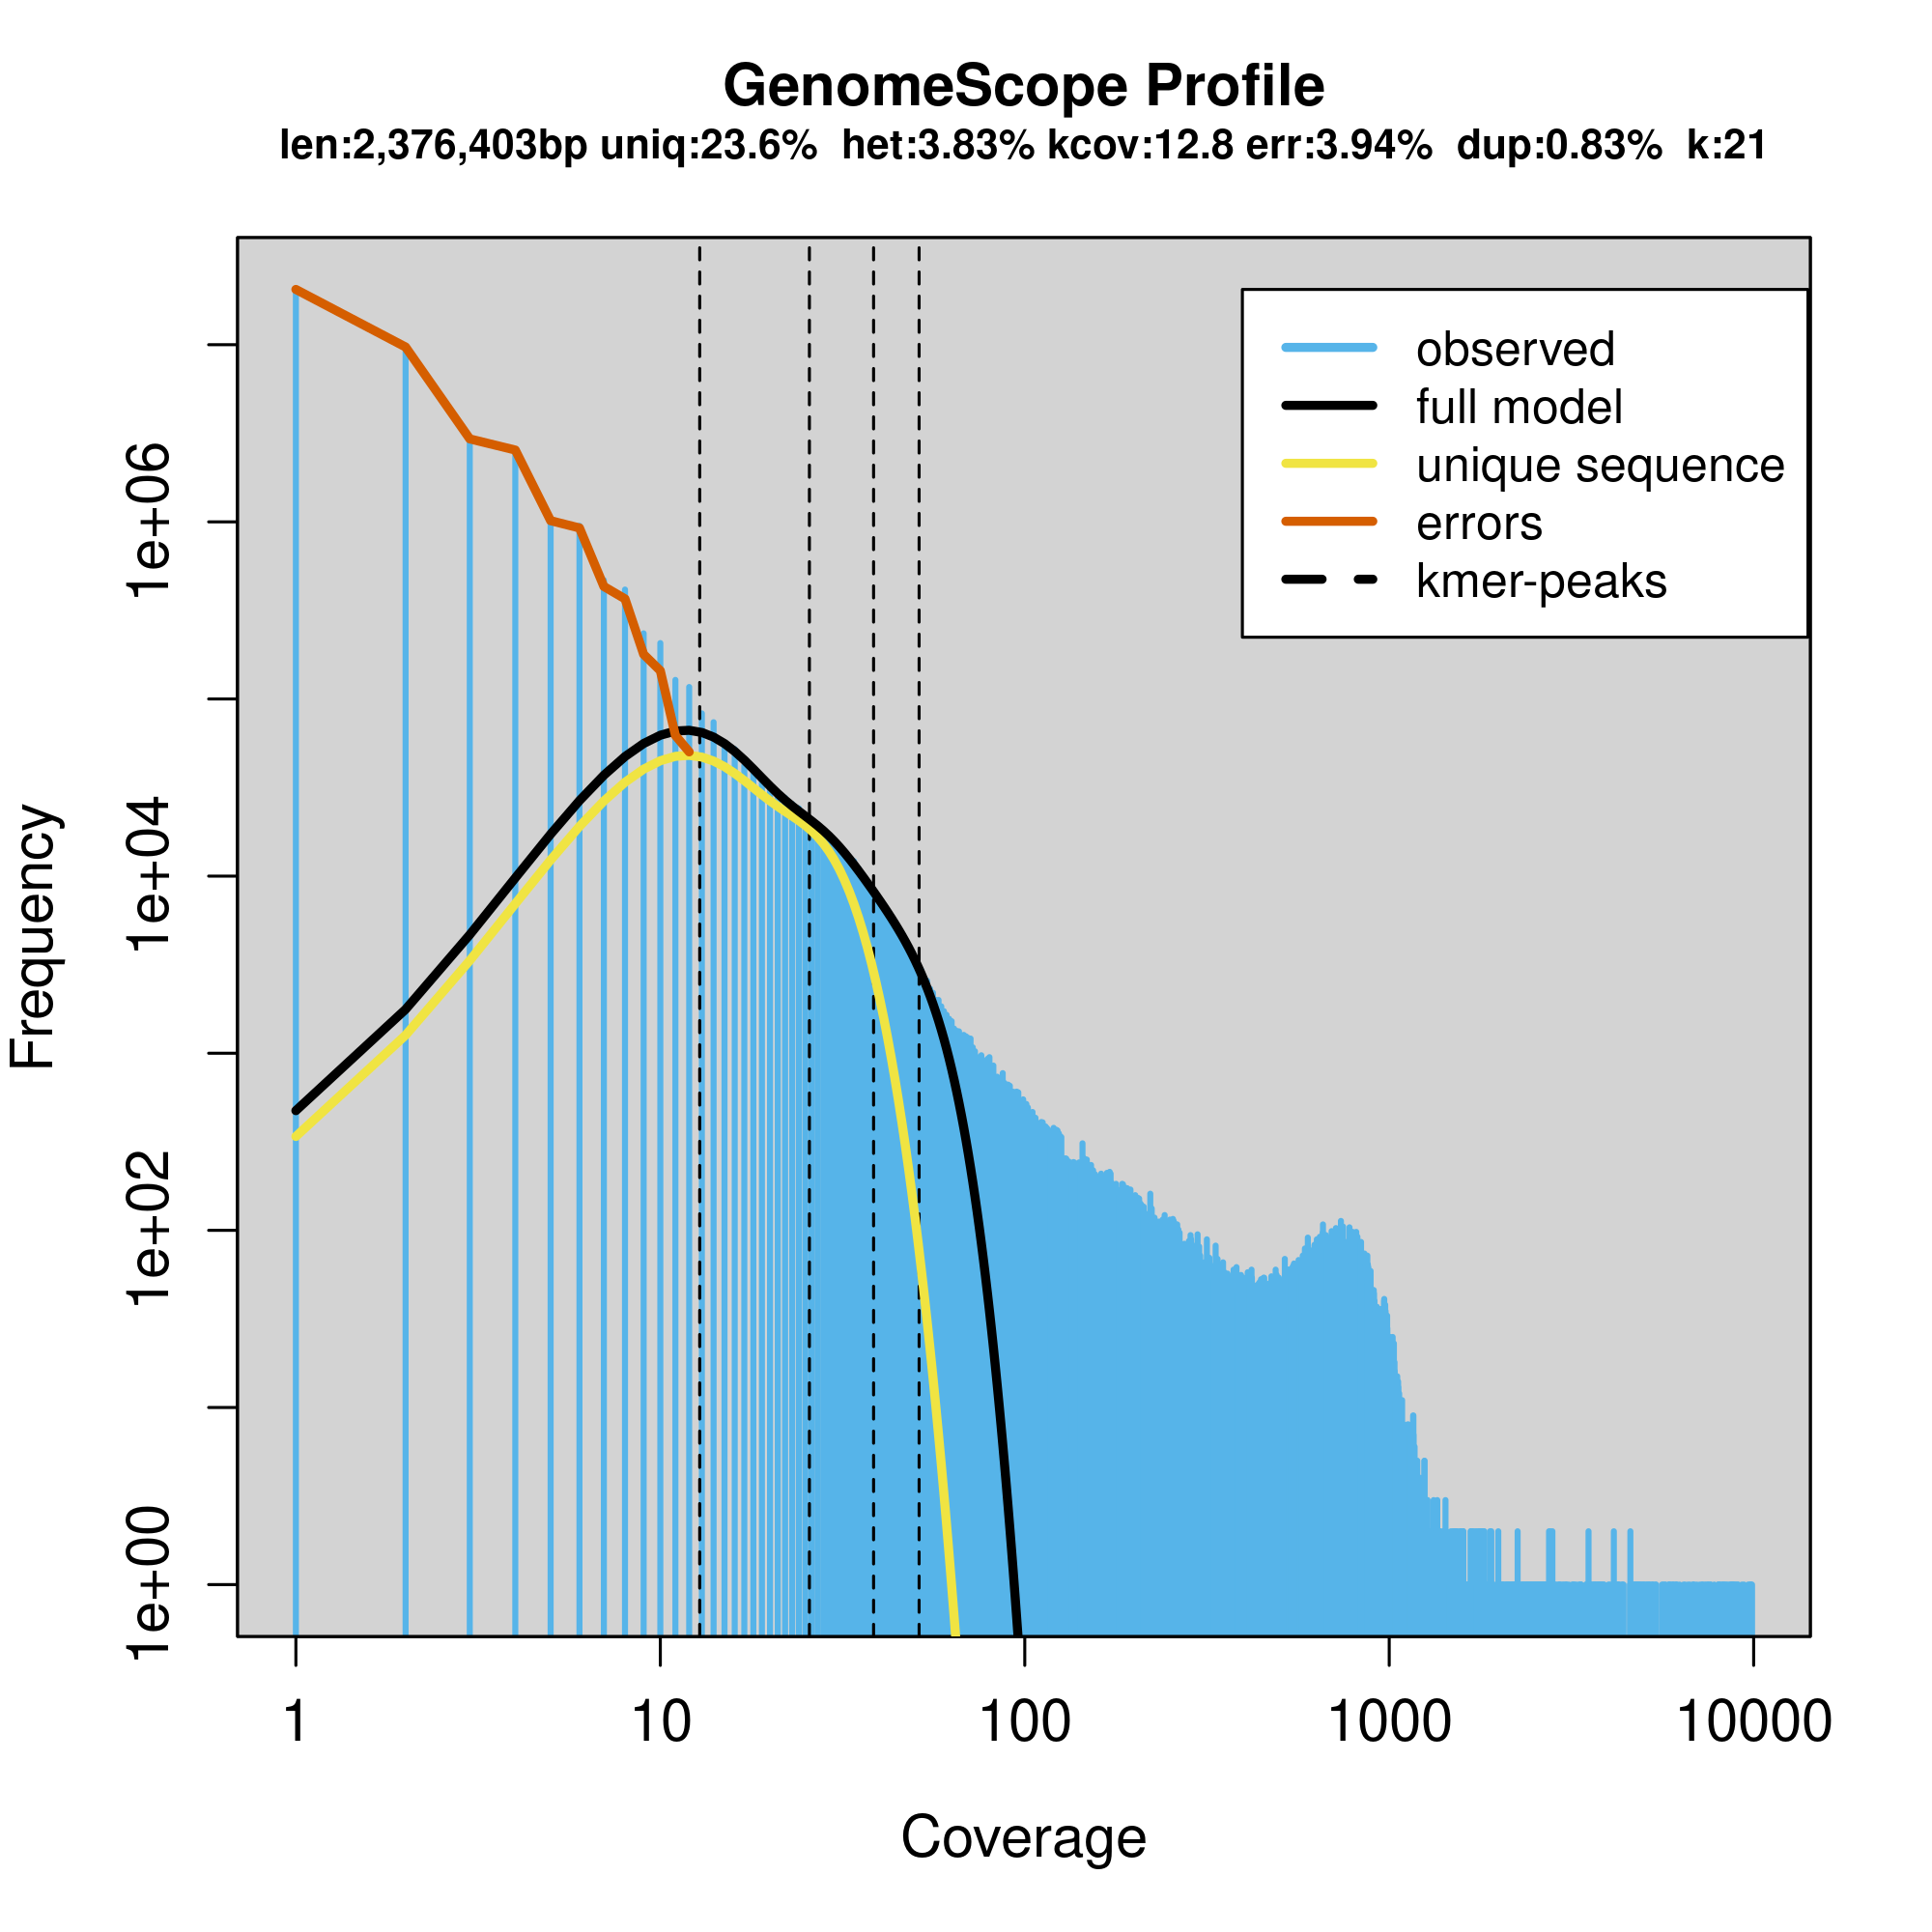 GenomeScope Profile
len:2,376,403bp uniq:23.6% het:3.83% kcov:12.8 err:3.94% dup:0.83% k:21
observed
full model
unique sequence
errors
kmer-peaks
Frequency
1e+06
1e+04
1e+02
1e+00
1 10 100 1000 10000
Coverage